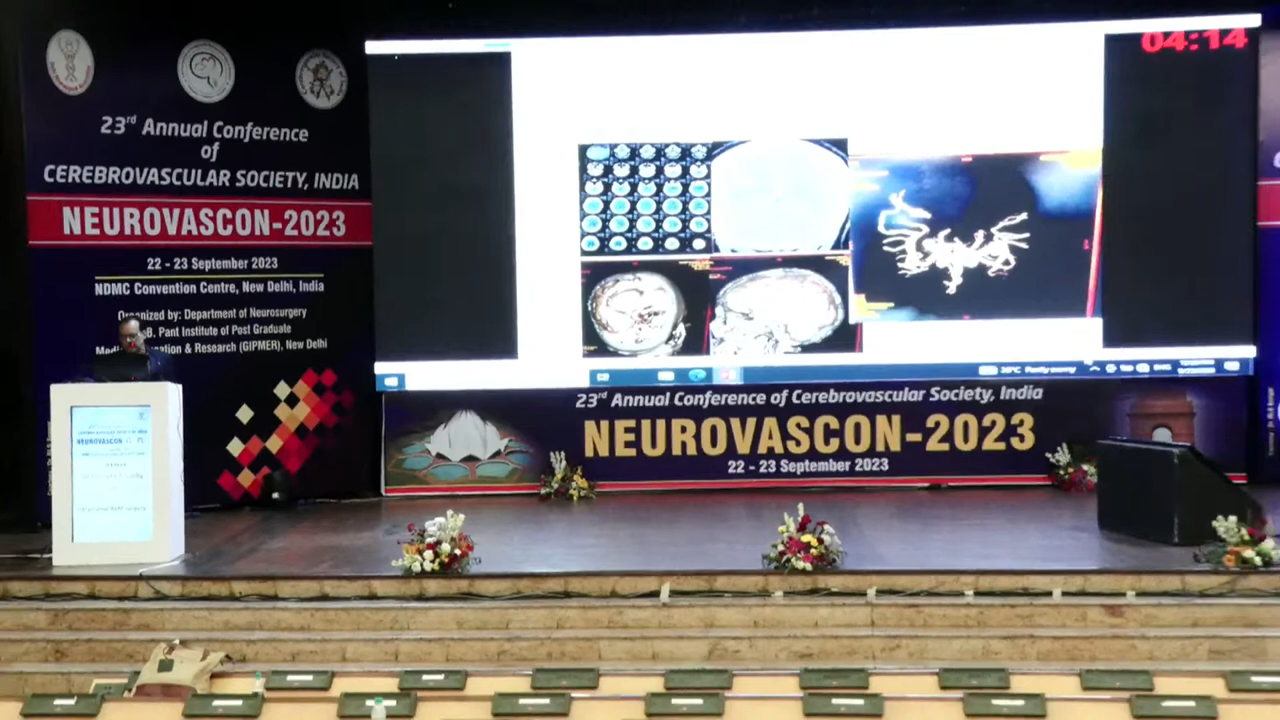 23rd Annual Conference
of
CEREBROVASCULAR SOCIETY, INDIA
NEUROVASCON-2023
22 - 23 September 2023
NDMC Convention Centre, New Delhi, India
Organized by: Department of Neurosurgery
B. Pant Institute of Post Graduate
& Research (GIPMER), New Delhi
04:14
23rd Annual Conference of Cerebrovascular Society, India
NEUROVASCON-2023
22 - 23 September 2023
NEUROVASCON